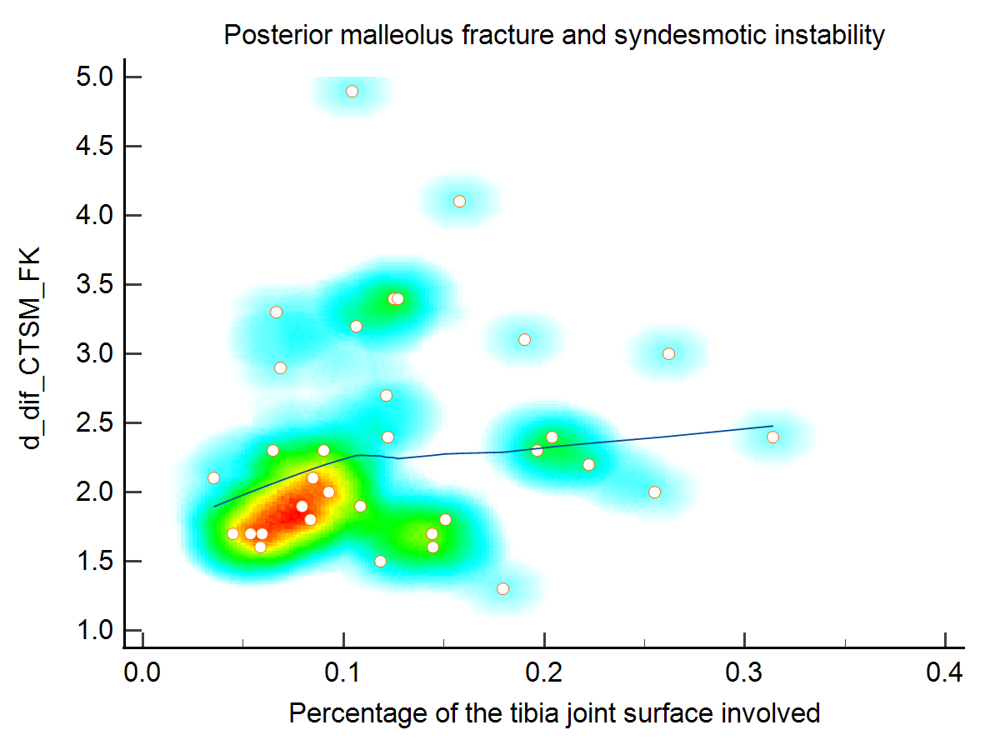 Posterior malleolus fracture and syndesmotic instability
5.0
4.5
4.0
3.5
3.0
2.5
2.0
1.5
1.0
d_dif_CTSM_FK
0.0 0.1 0.2 0.3 0.4
Percentage of the tibia joint surface involved